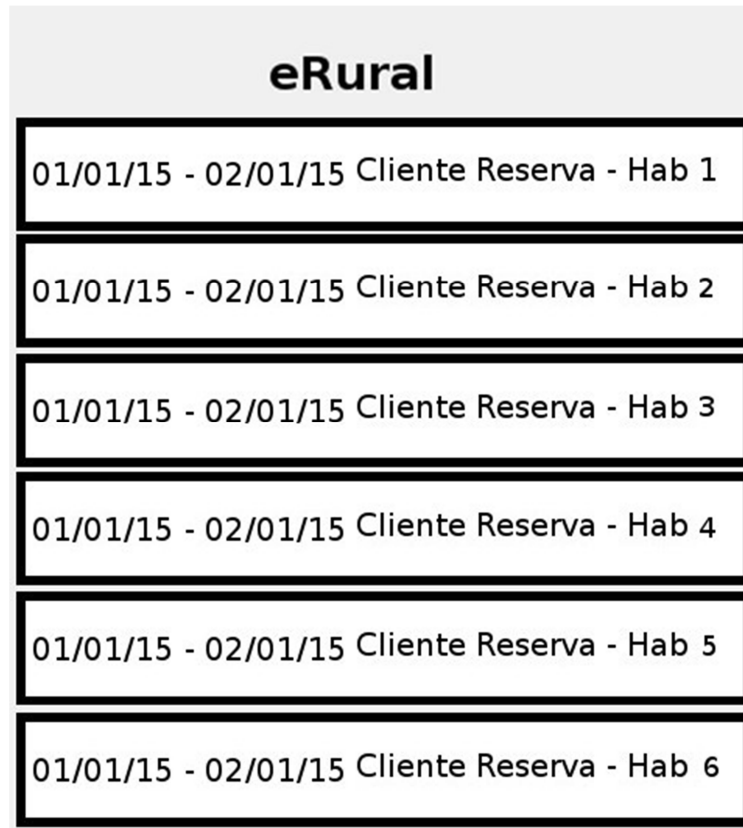 eRural
01/01/15 - 02/01/15 Cliente Reserva - Hab 1
01/01/15 - 02/01/15 Cliente Reserva - Hab 2
01/01/15 - 02/01/15 Cliente Reserva - Hab 3
01/01/15 - 02/01/15 Cliente Reserva - Hab 4
01/01/15 - 02/01/15 Cliente Reserva - Hab 5
01/01/15 - 02/01/15 Cliente Reserva - Hab 6